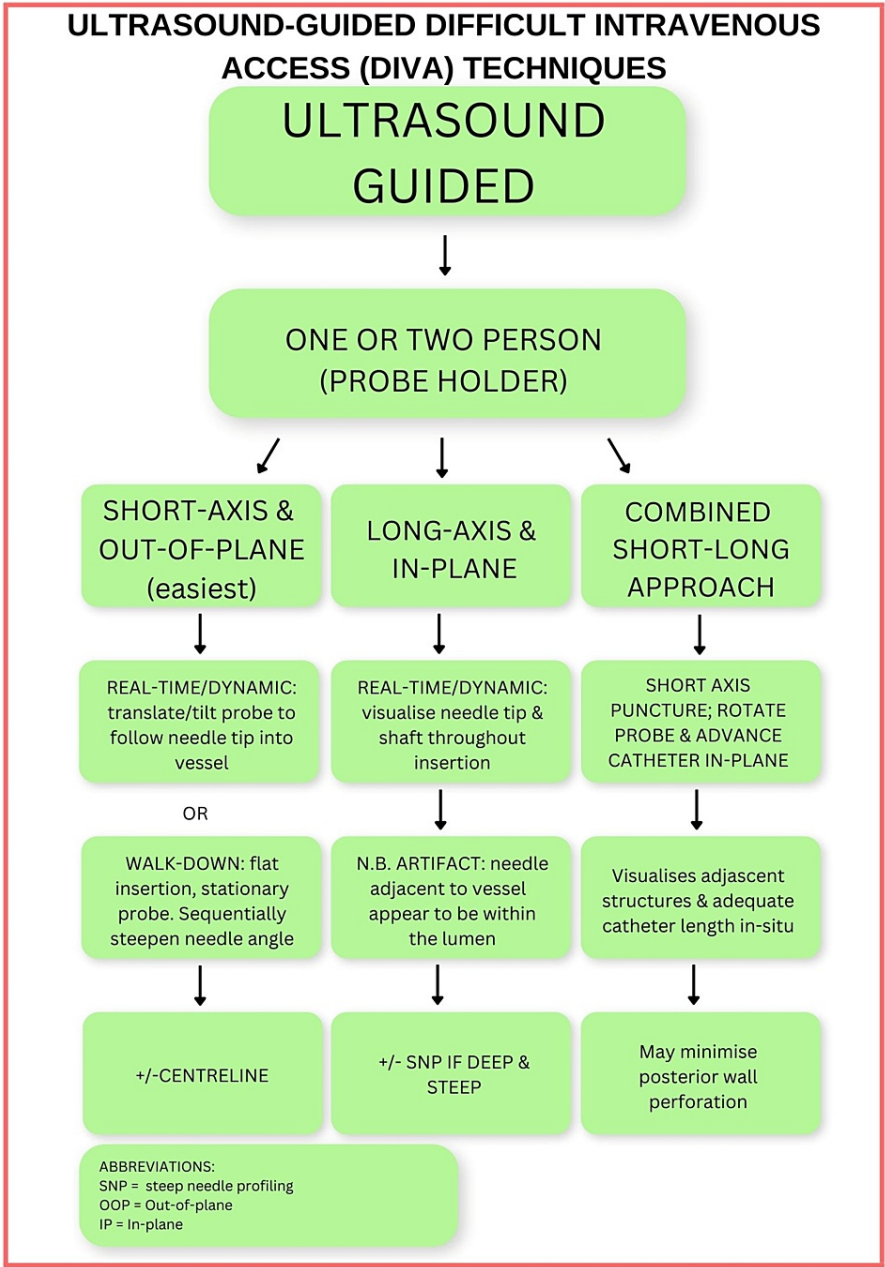 ULTRASOUND-GUIDED DIFFICULT INTRAVENOUS
ACCESS (DIVA) TECHNIQUES
ULTRASOUND
GUIDED
ONE OR TWO PERSON
(PROBE HOLDER)
SHORT-AXIS &
OUT-OF-PLANE
(easiest)
LONG-AXIS &
IN-PLANE
COMBINED
SHORT-LONG
APPROACH
REAL-TIME/DYNAMIC:
translate/tilt probe to
follow needle tip into
vessel
REAL-TIME/DYNAMIC:
visualise needle tip &
shaft throughout
insertion
SHORT AXIS
PUNCTURE; ROTATE
PROBE & ADVANCE
CATHETER IN-PLANE
OR
WALK-DOWN: flat
insertion, stationary
probe. Sequentially
steepen needle angle
N.B. ARTIFACT: needle
adjacent to vessel
appear to be within
the lumen
Visualises adjascent
structures & adequate
catheter length in-situ
+/-CENTRELINE
+/- SNP IF DEEP &
STEEP
May minimise
posterior wall
perforation
ABBREVIATIONS:
SNP = steep needle profiling
OOP = Out-of-plane
IP = In-plane